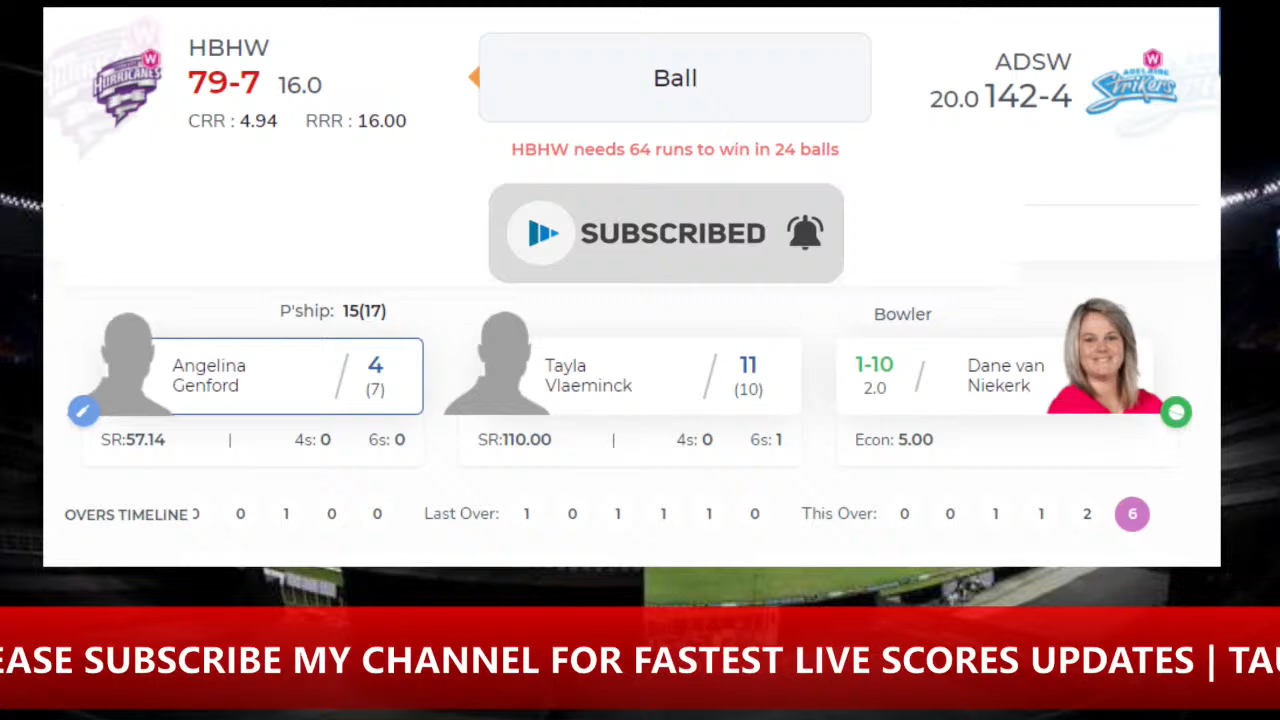 HBHW
79-7 16.0
CRR : 4.94 RRR : 16.00
Ball
HBHW needs 64 runs to win in 24 balls
ADSW
20.0 142-4
HURRICANES
W
ADELAIDE
Strikers
W
SUBSCRIBED
P'ship: 15(17)
Bowler
Angelina
Genford
4
(7)
Tayla
Vlaeminck
11
(10)
1-10
2.0
Dane van
Niekerk
SR:57.14 | 4s: 0 6s: 0
SR:110.00 | 4s: 0 6s: 1
Econ: 5.00
OVERS TIMELINE 0 1 0 0 Last Over: 1 0 1 1 1 0 This Over: 0 0 1 1 2 6
EASE SUBSCRIBE MY CHANNEL FOR FASTEST LIVE SCORES UPDATES | TA